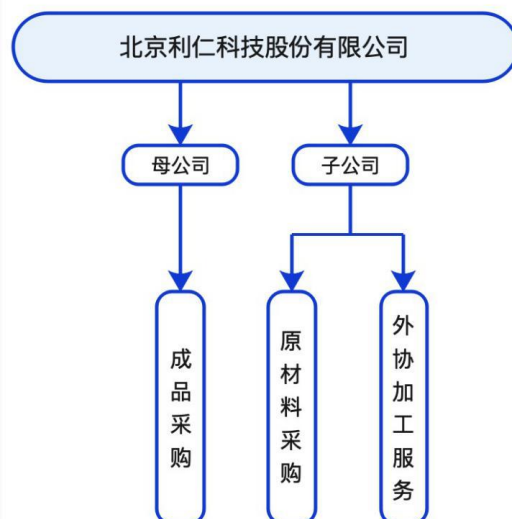 北京利仁科技股份有限公司
母公司
子公司
成品采购
原材料采购
外协加工服务